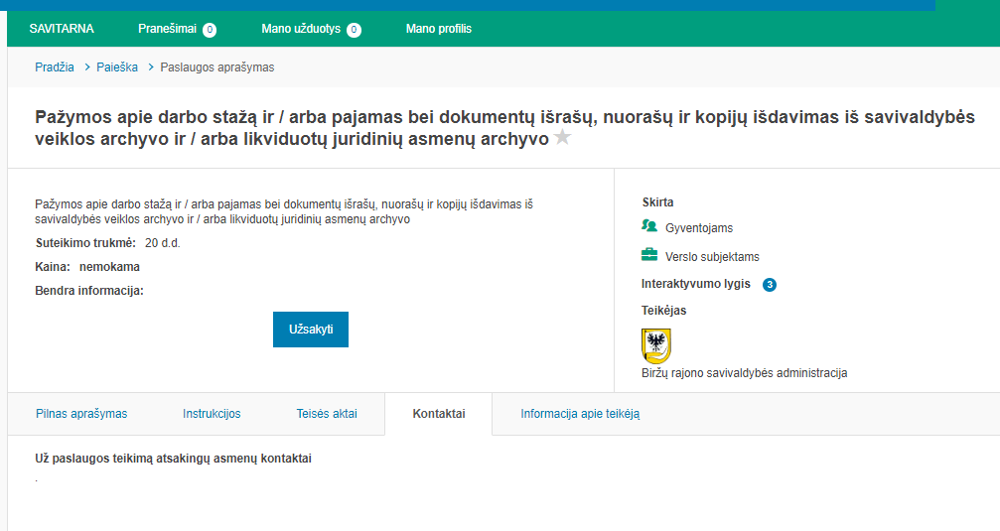 SAVITARNA Pranešimai 0 Mano užduotys 0 Mano profilis
Pradžia > Paieška > Paslaugos aprašymas
Pažymos apie darbo stažą ir / arba pajamas bei dokumentų išrašų, nuorašų ir kopijų išdavimas iš savivaldybės
veiklos archyvo ir / arba likviduotų juridinių asmenų archyvo
Pažymos apie darbo stažą ir / arba pajamas bei dokumentų išrašų, nuorašų ir kopijų išdavimas iš
savivaldybės veiklos archyvo ir / arba likviduotų juridinių asmenų archyvo
Suteikimo trukmė: 20 d.d.
Kaina: nemokama
Bendra informacija:
Užsakyti
Skirta
Gyventojams
Verslo subjektams
Interaktyvumo lygis 3
Teikėjas
Biržų rajono savivaldybės administracija
Pilnas aprašymas Instrukcijos Teisės aktai Kontaktai Informacija apie teikėją
Už paslaugos teikimą atsakingų asmenų kontaktai
.